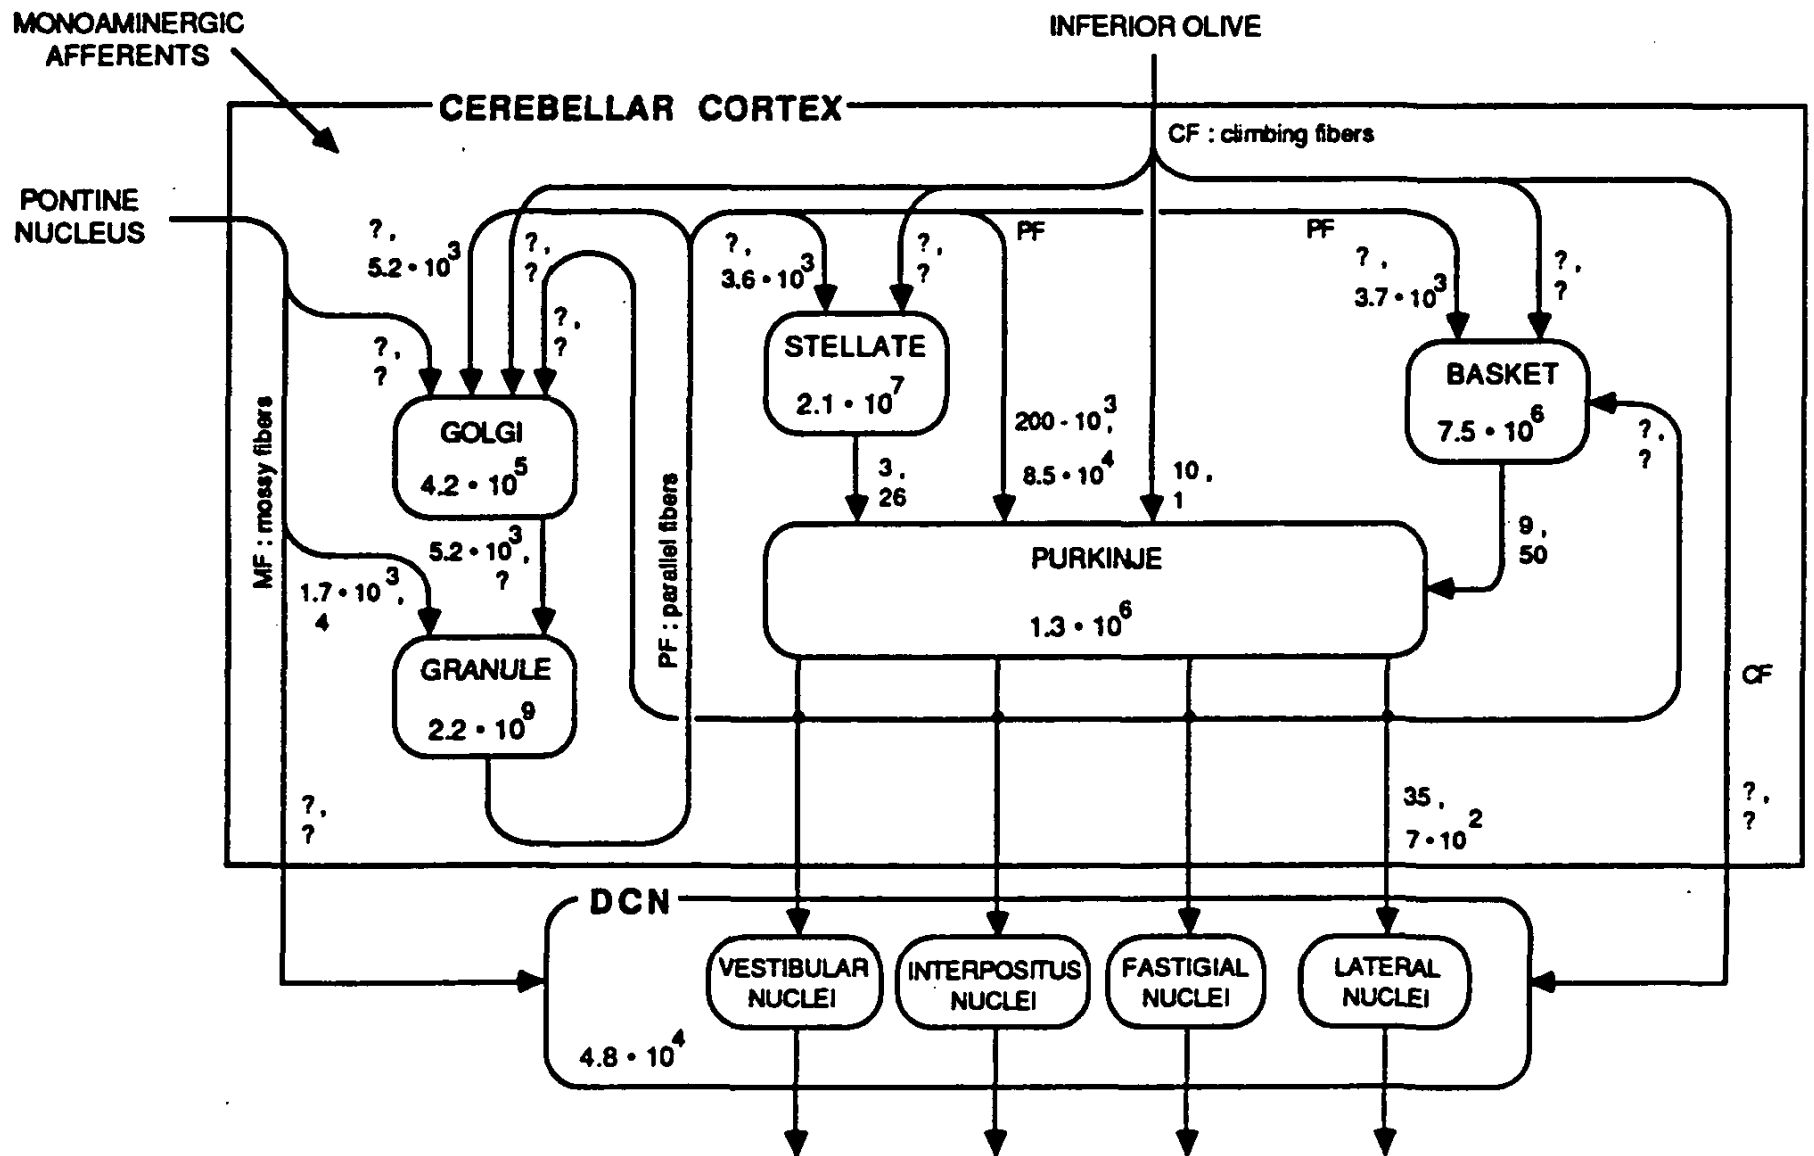 MONOAMINERGIC
AFFERENTS
INFERIOR OLIVE
CEREBELLAR CORTEX
CF : climbing fibers
PONTINE
NUCLEUS
?,
5.2 • 10³
?,
?
?,
3.6 • 10³
?,
?
PF
PF
?,
3.7 • 10³
?,
?
?,
?
?,
?
STELLATE
2.1 • 10⁷
BASKET
7.5 • 10⁶
?,
?
GOLGI
4.2 • 10⁵
200 - 10³,
8.5 • 10⁴
10,
1
3,
26
9,
50
MF : mossy fibers
PF : parallel fibers
5.2 • 10³,
?
1.7 • 10³,
4
PURKINJE
1.3 • 10⁶
GRANULE
2.2 • 10⁹
CF
?,
?
35,
7 • 10²
?,
?
DCN
VESTIBULAR
NUCLEI
INTERPOSITUS
NUCLEI
FASTIGIAL
NUCLEI
LATERAL
NUCLEI
4.8 • 10⁴